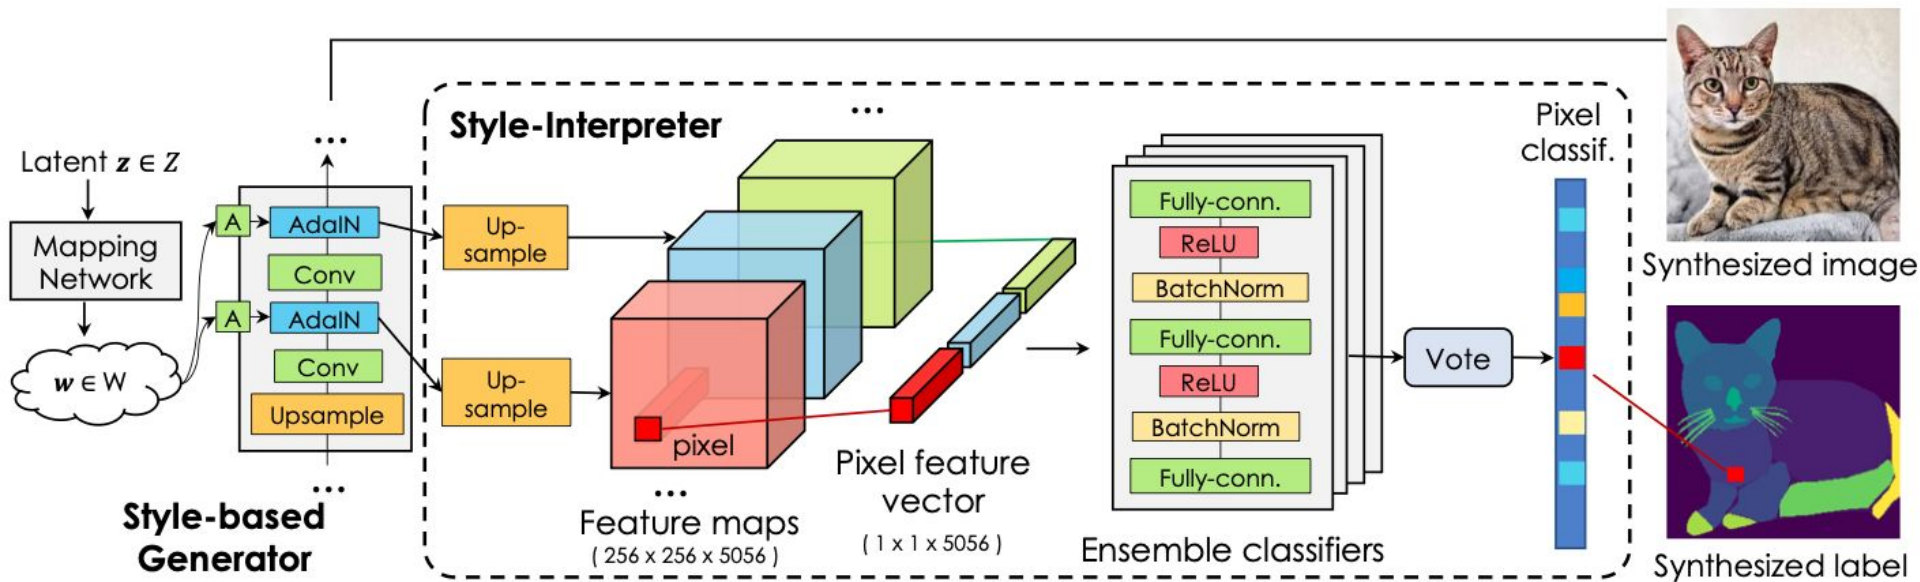 Latent z ∈ Z
Mapping
Network
w ∈ W
...
A
AdaIN
Conv
A
AdaIN
Conv
Upsample
...
Style-based
Generator
Style-Interpreter
...
Up-
sample
Up-
sample
pixel
...
Feature maps
( 256 x 256 x 5056 )
Pixel feature
vector
( 1 x 1 x 5056 )
Fully-conn.
ReLU
BatchNorm
Fully-conn.
ReLU
BatchNorm
Fully-conn.
Ensemble classifiers
Vote
Pixel
classif.
Synthesized image
Synthesized label